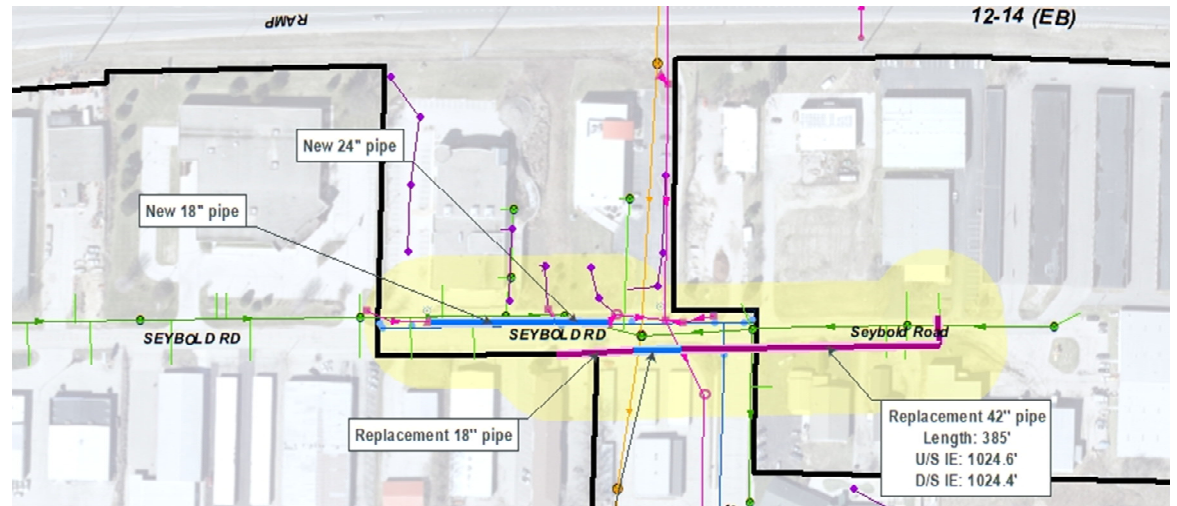 RAMP
12-14 (EB)
New 24" pipe
New 18" pipe
SEYBOLD RD
SEYBOLD RD
Seybold Road
Replacement 18" pipe
Replacement 42" pipe
Length: 385'
U/S IE: 1024.6'
D/S IE: 1024.4'